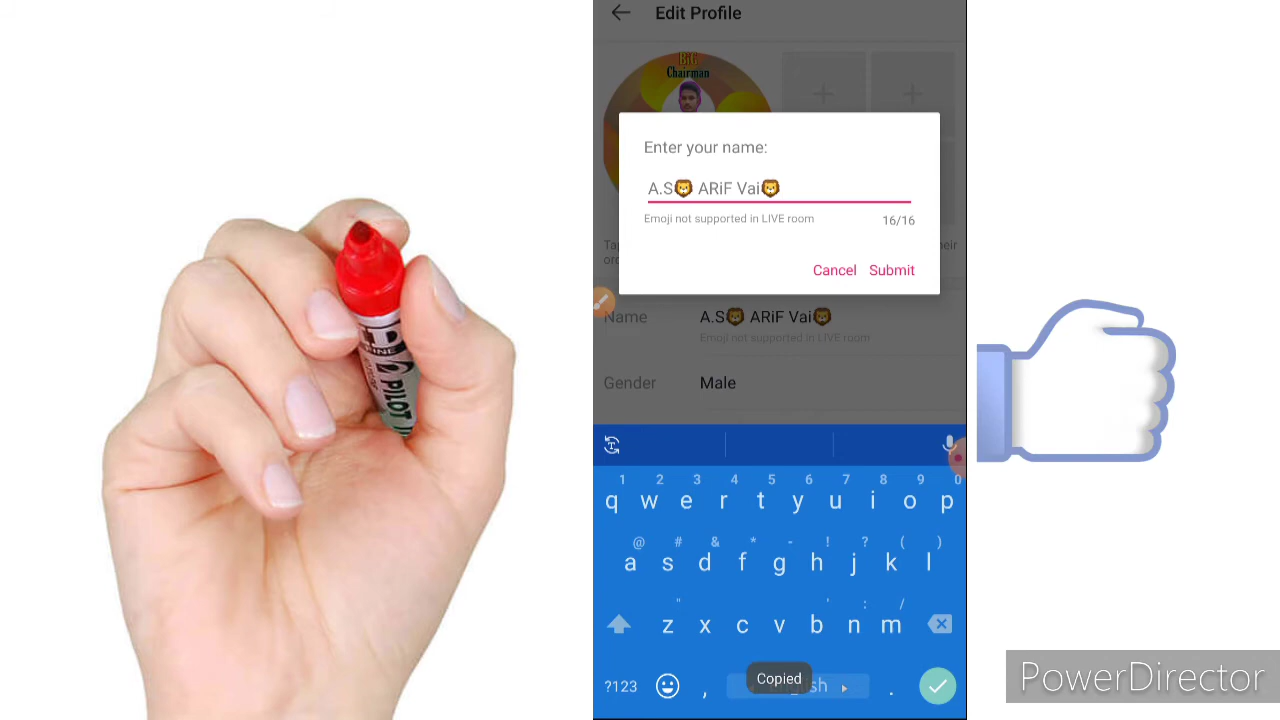 Edit Profile
BiG
Chairman
Enter your name:
A.S🦁 ARiF Vai🦁
Emoji not supported in LIVE room
16/16
Cancel Submit
Name
A.S🦁 ARiF Vai🦁
Emoji not supported in LIVE room
Gender
Male
1 2 3 4 5 6 7 8 9 0
q w e r t y u i o p
@ # & * - ! ? ( )
a s d f g h j k l
" ' : /
z x c v b n m
?123 , .
Copied
PILOT
PowerDirector